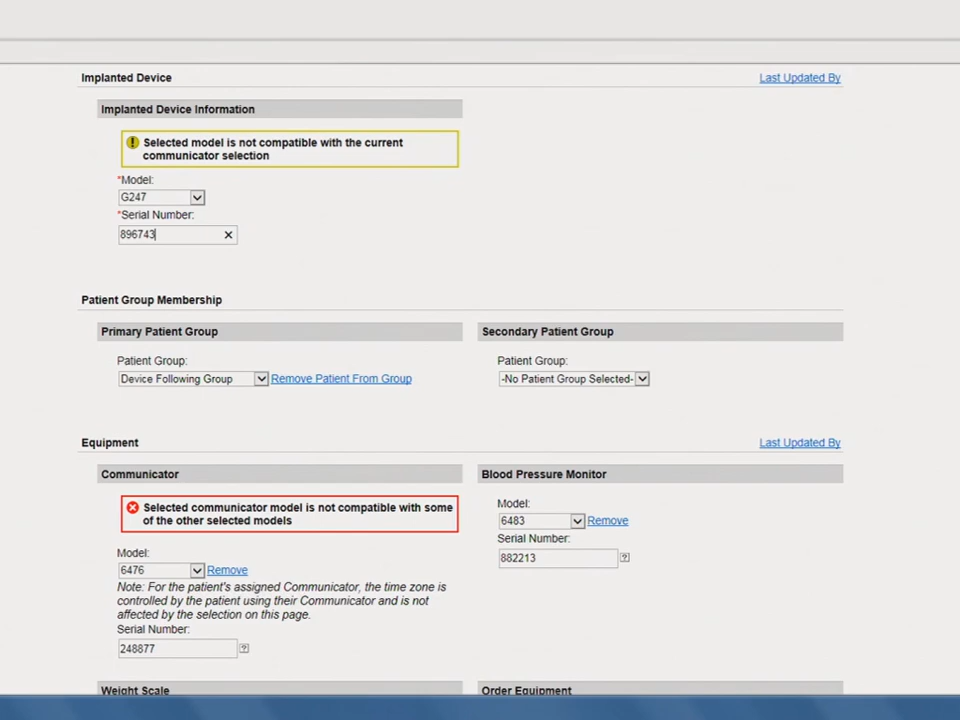 Implanted Device
Last Updated By
Implanted Device Information
Selected model is not compatible with the current
communicator selection
*Model:
G247
*Serial Number:
896743
Patient Group Membership
Primary Patient Group
Secondary Patient Group
Patient Group:
Patient Group:
Device Following Group
Remove Patient From Group
-No Patient Group Selected-
Equipment
Last Updated By
Communicator
Blood Pressure Monitor
Selected communicator model is not compatible with some
of the other selected models
Model:
6483
Remove
Serial Number:
882213
Model:
6476
Remove
Note: For the patient's assigned Communicator, the time zone is
controlled by the patient using their Communicator and is not
affected by the selection on this page.
Serial Number:
248877
Weight Scale
Order Equipment